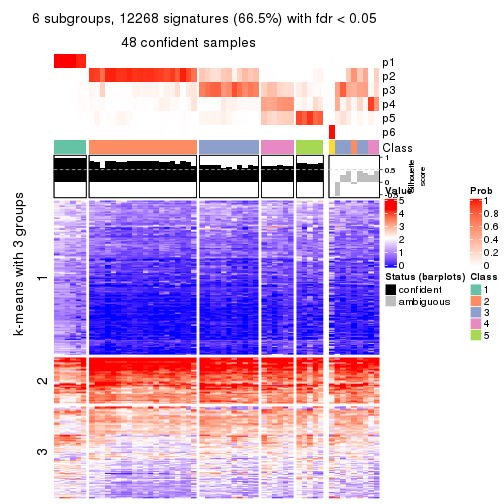 6 subgroups, 12268 signatures (66.5%) with fdr < 0.05
48 confident samples
p1
p2
p3
p4
p5
p6
Class
1
0.5
0
-0.5
Silhouette
score
k-means with 3 groups
1
2
3
Value
5
4
3
2
1
0
Prob
1
0.8
0.6
0.4
0.2
0
Status (barplots)
confident
ambiguous
Class
1
2
3
4
5